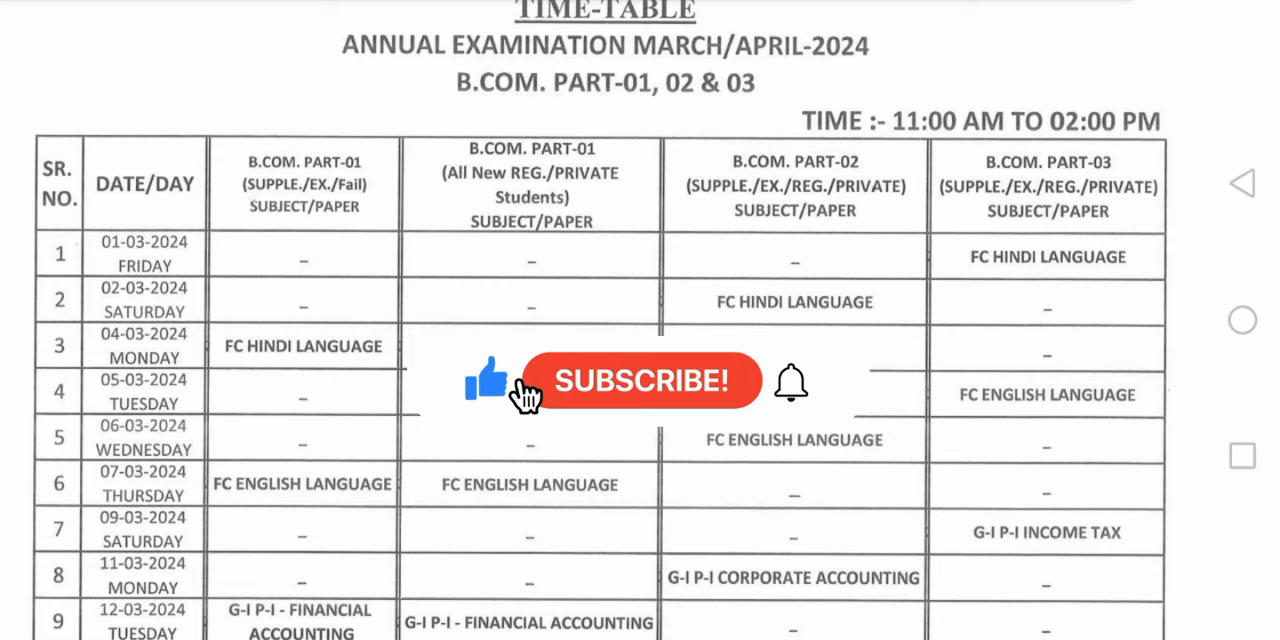 TIME-TABLE
ANNUAL EXAMINATION MARCH/APRIL-2024
B.COM. PART-01, 02 & 03
TIME :- 11:00 AM TO 02:00 PM
SR. NO. DATE/DAY B.COM. PART-01 (SUPPLE./EX./Fail) SUBJECT/PAPER B.COM. PART-01 (All New REG./PRIVATE Students) SUBJECT/PAPER B.COM. PART-02 (SUPPLE./EX./REG./PRIVATE) SUBJECT/PAPER B.COM. PART-03 (SUPPLE./EX./REG./PRIVATE) SUBJECT/PAPER
1 01-03-2024 FRIDAY – – – FC HINDI LANGUAGE
2 02-03-2024 SATURDAY – – FC HINDI LANGUAGE –
3 04-03-2024 MONDAY FC HINDI LANGUAGE –
SUBSCRIBE!
4 05-03-2024 TUESDAY – FC ENGLISH LANGUAGE
5 06-03-2024 WEDNESDAY – – FC ENGLISH LANGUAGE –
6 07-03-2024 THURSDAY FC ENGLISH LANGUAGE FC ENGLISH LANGUAGE – –
7 09-03-2024 SATURDAY – – – G-I P-I INCOME TAX
8 11-03-2024 MONDAY – – G-I P-I CORPORATE ACCOUNTING –
9 12-03-2024 TUESDAY G-I P-I - FINANCIAL ACCOUNTING G-I P-I - FINANCIAL ACCOUNTING – –